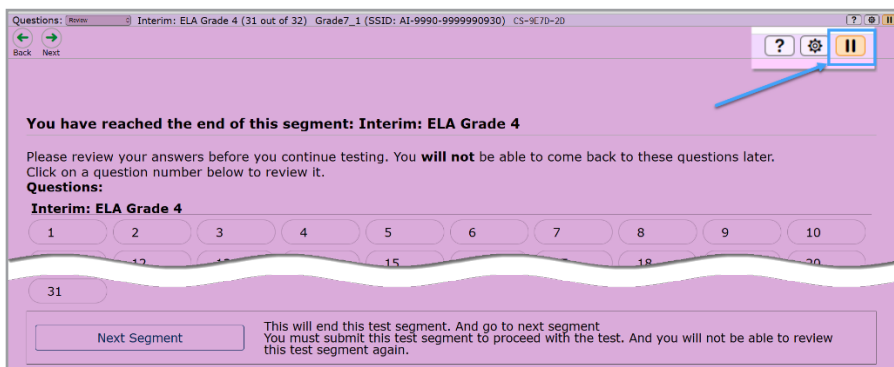 Questions: Review Interim: ELA Grade 4 (31 out of 32) Grade7_1 (SSID: AI-9990-9999990930) CS-9E7D-2D ?
Back Next
?
You have reached the end of this segment: Interim: ELA Grade 4
Please review your answers before you continue testing. You will not be able to come back to these questions later.
Click on a question number below to review it.
Questions:
Interim: ELA Grade 4
1 2 3 4 5 6 7 8 9 10
12 15 18 20
31
Next Segment
This will end this test segment. And go to next segment
You must submit this test segment to proceed with the test. And you will not be able to review
this test segment again.